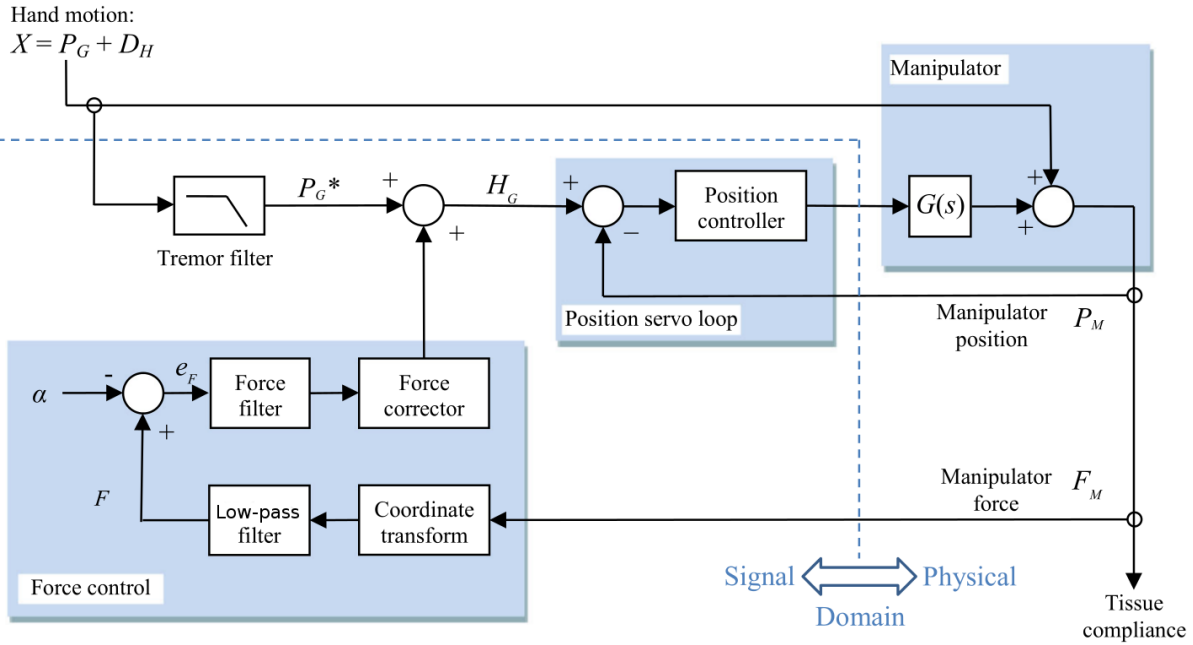 Hand motion:
X = P_G + D_H
Manipulator
P_G*
+
H_G
+
Position
controller
G(s)
+
+
−
+
Tremor filter
Position servo loop
Manipulator
position
P_M
α
-
e_F
Force
filter
Force
corrector
+
F
Low-pass
filter
Coordinate
transform
Manipulator
force
F_M
Force control
Signal
Physical
Domain
Tissue
compliance